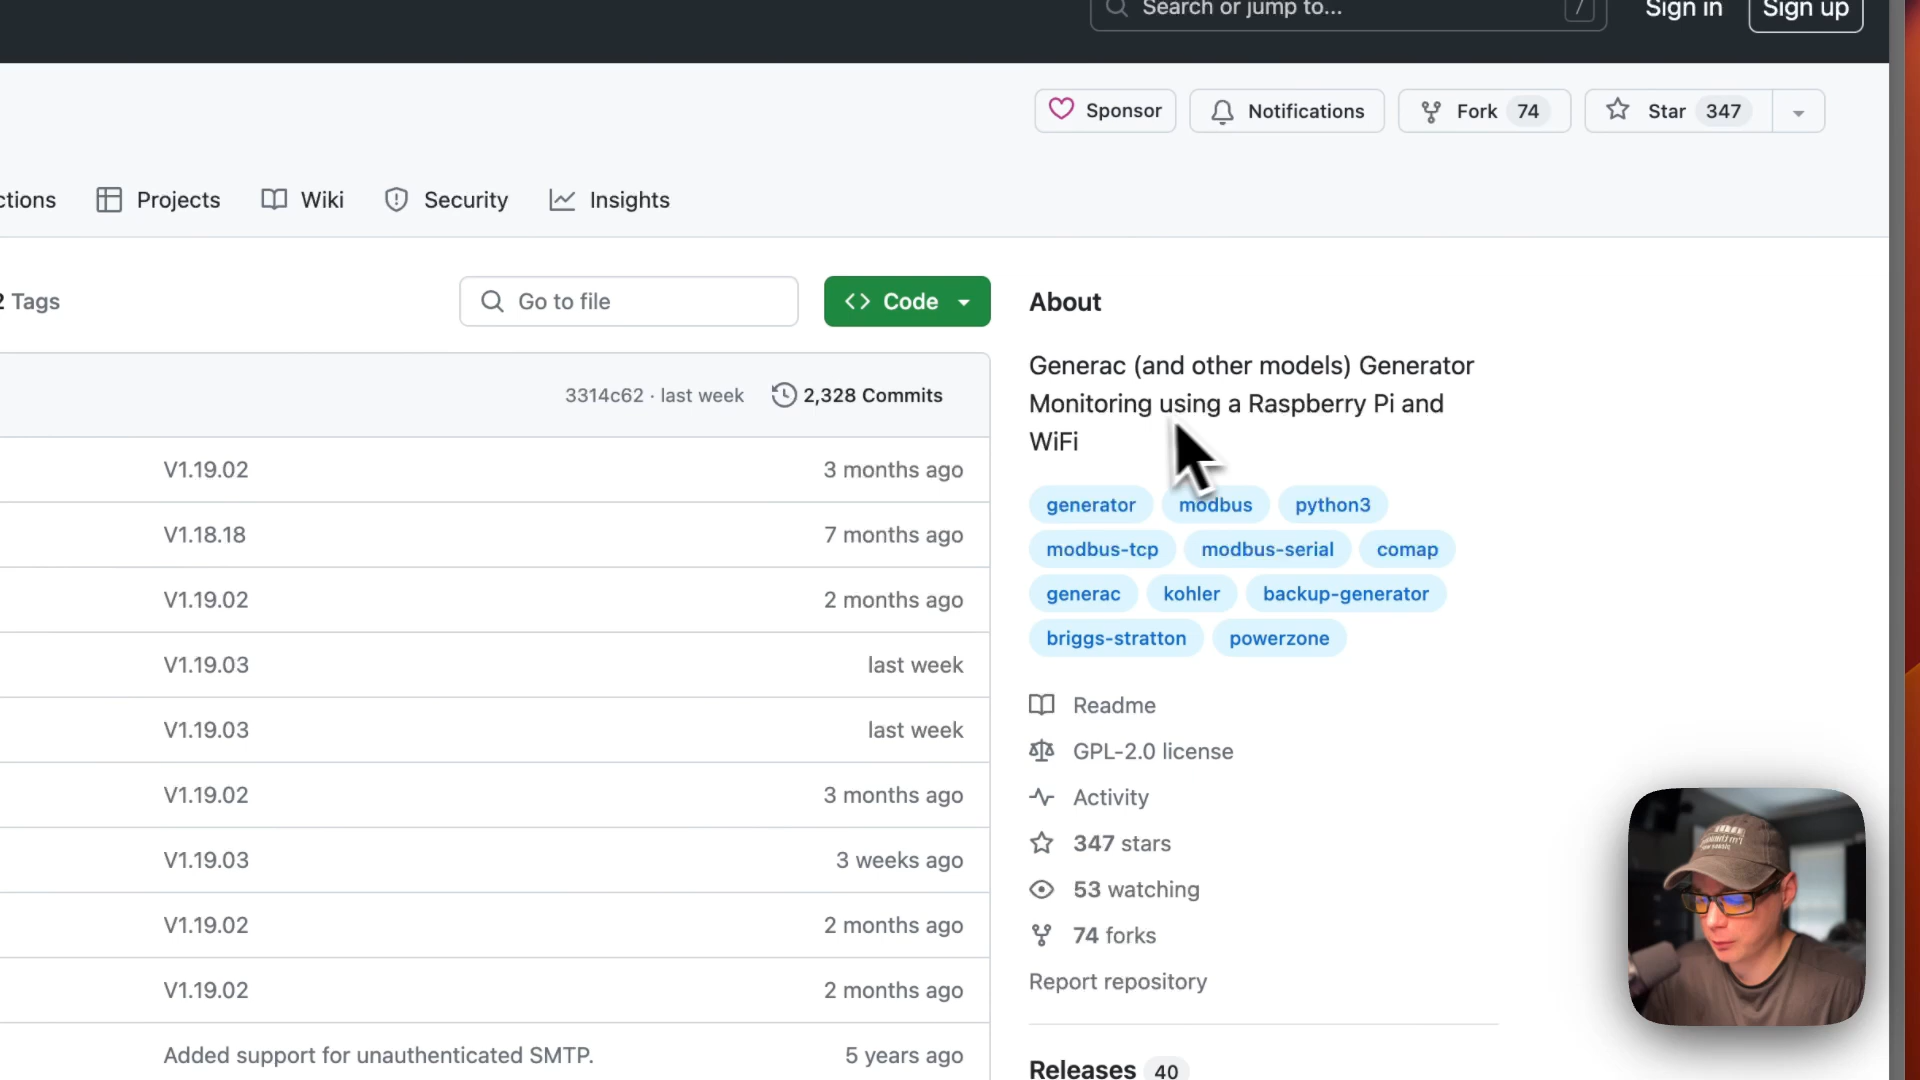 Search or jump to... /
Sign in
Sign up
Sponsor
Notifications
Fork 74
Star 347
ctions
Projects
Wiki
Security
Insights
2 Tags
Go to file
Code
About
Generac (and other models) Generator
Monitoring using a Raspberry Pi and
WiFi
3314c62 · last week
2,328 Commits
generator modbus python3
modbus-tcp modbus-serial comap
generac kohler backup-generator
briggs-stratton powerzone
V1.19.02 3 months ago
V1.18.18 7 months ago
V1.19.02 2 months ago
V1.19.03 last week
V1.19.03 last week
V1.19.02 3 months ago
V1.19.03 3 weeks ago
V1.19.02 2 months ago
V1.19.02 2 months ago
Added support for unauthenticated SMTP. 5 years ago
Readme
GPL-2.0 license
Activity
347 stars
53 watching
74 forks
Report repository
Releases 40